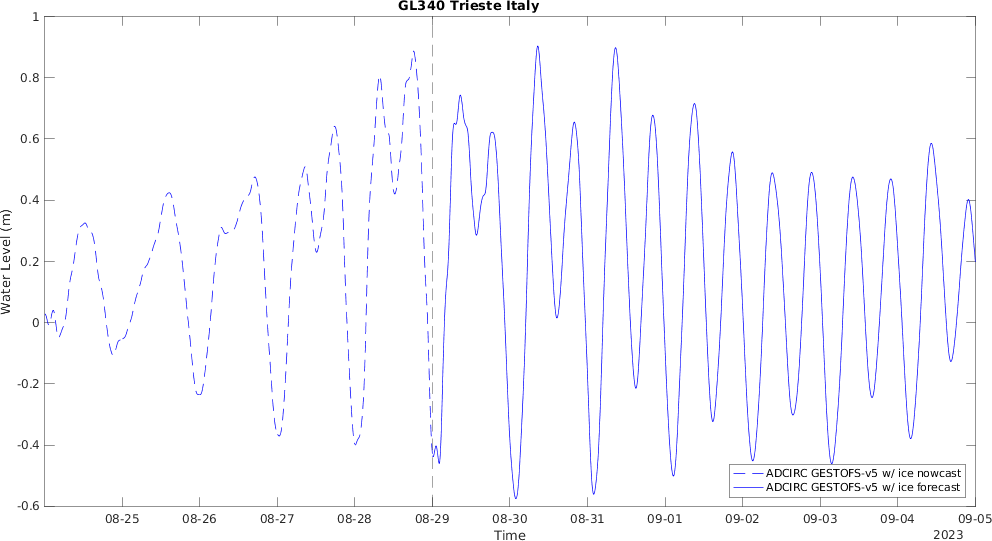 GL340 Trieste Italy
1
0.8
0.6
0.4
0.2
0
-0.2
-0.4
-0.6
Water Level (m)
08-25 08-26 08-27 08-28 08-29 08-30 08-31 09-01 09-02 09-03 09-04 09-05
Time
2023
ADCIRC GESTOFS-v5 w/ ice nowcast
ADCIRC GESTOFS-v5 w/ ice forecast